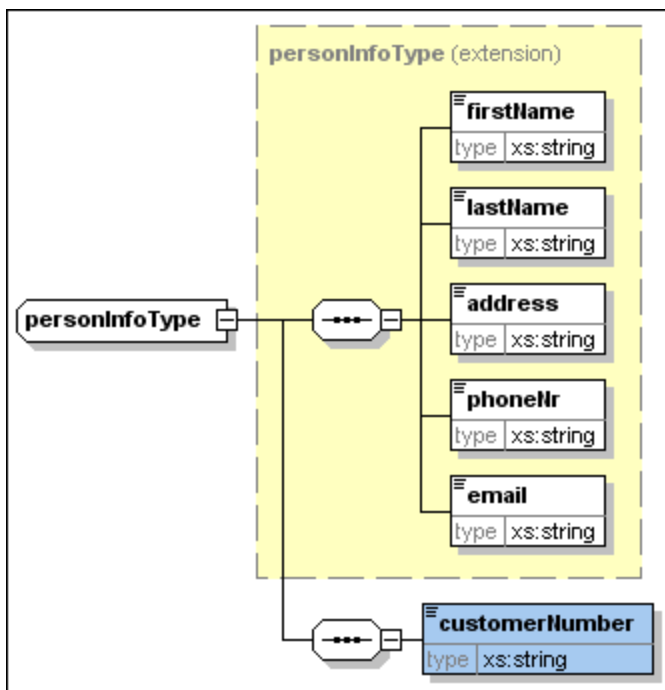 personInfoType (extension)
firstName
type xs:string
lastName
type xs:string
address
type xs:string
personInfoType
phoneNr
type xs:string
email
type xs:string
customerNumber
type xs:string